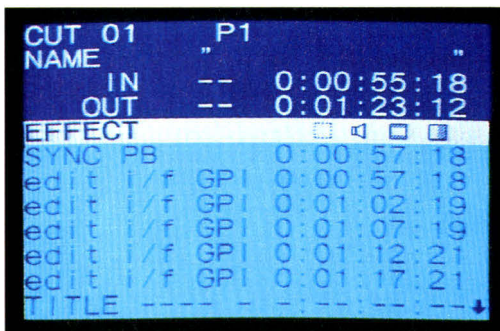 CUT 01 P1
NAME " "
IN -- 0:00:55:18
OUT -- 0:01:23:12
EFFECT
SYNC PB 0:00:57:18
edit i/f GPI 0:00:57:18
edit i/f GPI 0:01:02:19
edit i/f GPI 0:01:07:19
edit i/f GPI 0:01:12:21
edit i/f GPI 0:01:17:21
TITLE ---- - -:--:--:--